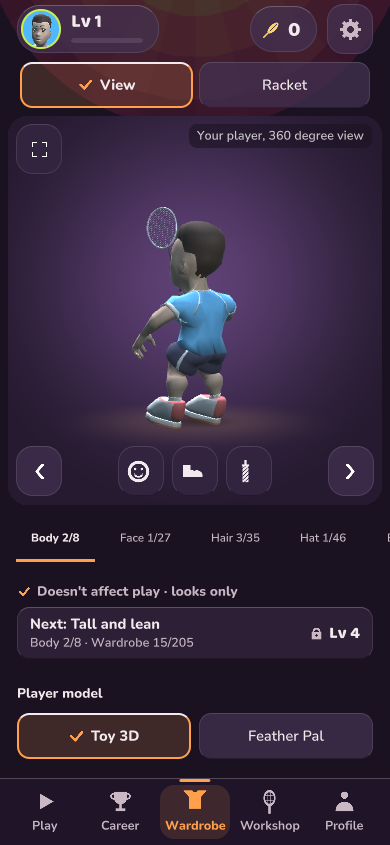 Lv 1
0
View
Racket
Your player, 360 degree view
Body 2/8
Face 1/27
Hair 3/35
Hat 1/46
Doesn't affect play · looks only
Next: Tall and lean
Body 2/8 · Wardrobe 15/205
Lv 4
Player model
Toy 3D
Feather Pal
Play
Career
Wardrobe
Workshop
Profile